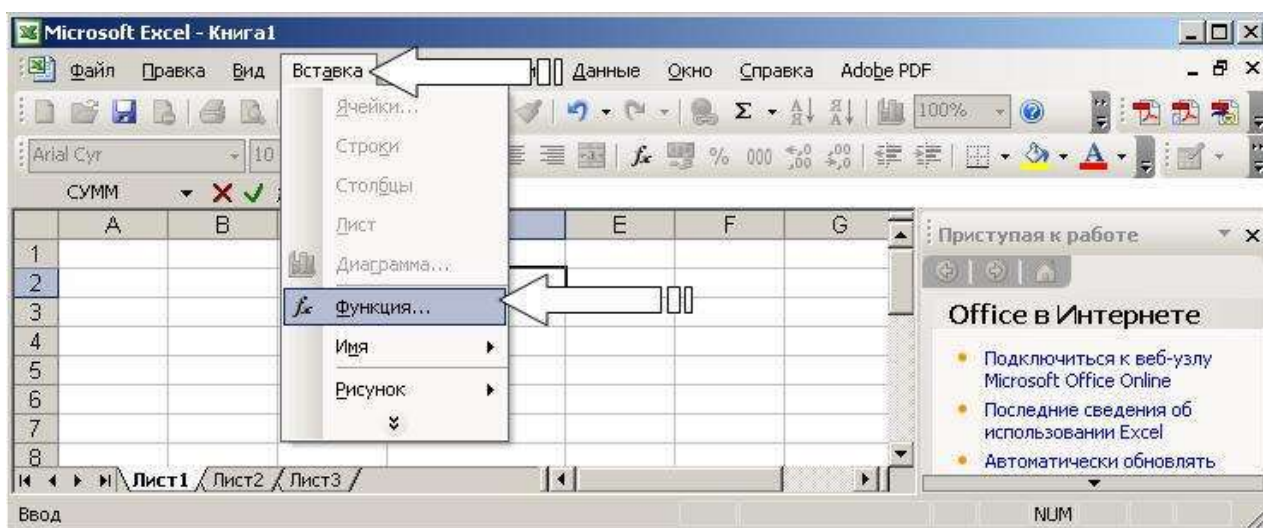 Microsoft Excel - Книга1
Файл Правка Вид Вставка Данные Окно Справка Adobe PDF
100%
Arial Cyr 10 % 000
СУММ
A B E F G
Ячейки...
Строки
Столбцы
Лист
Диаграмма...
Функция...
Имя
Рисунок
1
2
3
4
5
6
7
8
Приступая к работе
Office в Интернете
Подключиться к веб-узлу
Microsoft Office Online
Последние сведения об
использовании Excel
Автоматически обновлять
Лист1 Лист2 Лист3
Ввод NUM